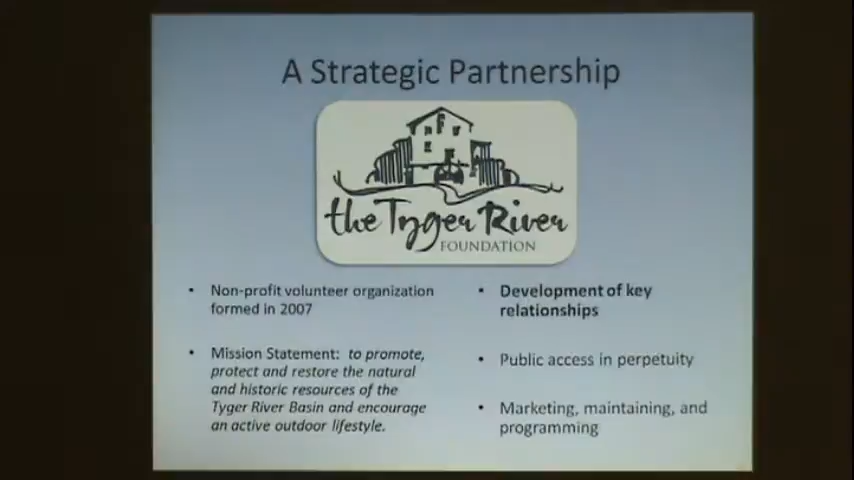 A Strategic Partnership
the Tyger River
FOUNDATION
• Non-profit volunteer organization
formed in 2007
• Mission Statement: to promote,
protect and restore the natural
and historic resources of the
Tyger River Basin and encourage
an active outdoor lifestyle.
• Development of key
relationships
• Public access in perpetuity
• Marketing, maintaining, and
programming